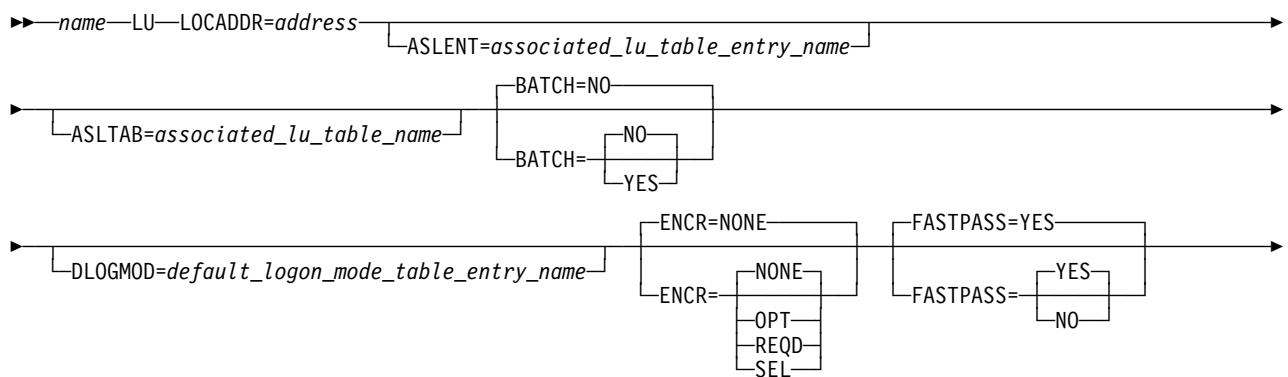 name LU LOCADDR=address
ASLENT=associated_lu_table_entry_name
BATCH=NO
ASLTAB=associated_lu_table_name
NO
BATCH=
YES
ENCR=NONE
FASTPASS=YES
DLOGMOD=default_logon_mode_table_entry_name
NONE
YES
ENCR=
FASTPASS=
OPT
NO
REQD
SEL